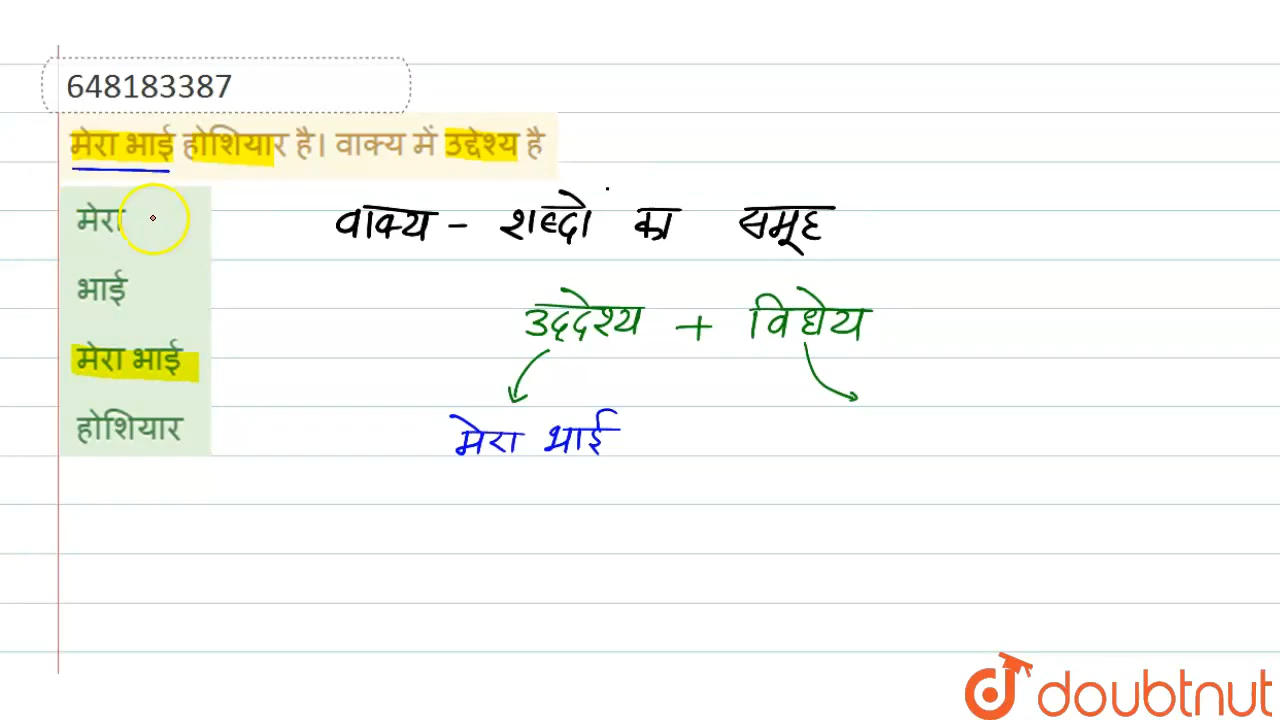 648183387
मेरा भाई होशियार है। वाक्य में उद्देश्य है
मेरा
वाक्य - शब्दों का समूह
भाई
उद्देश्य + विधेय
मेरा भाई
होशियार
मेरा भाई
doubtnut